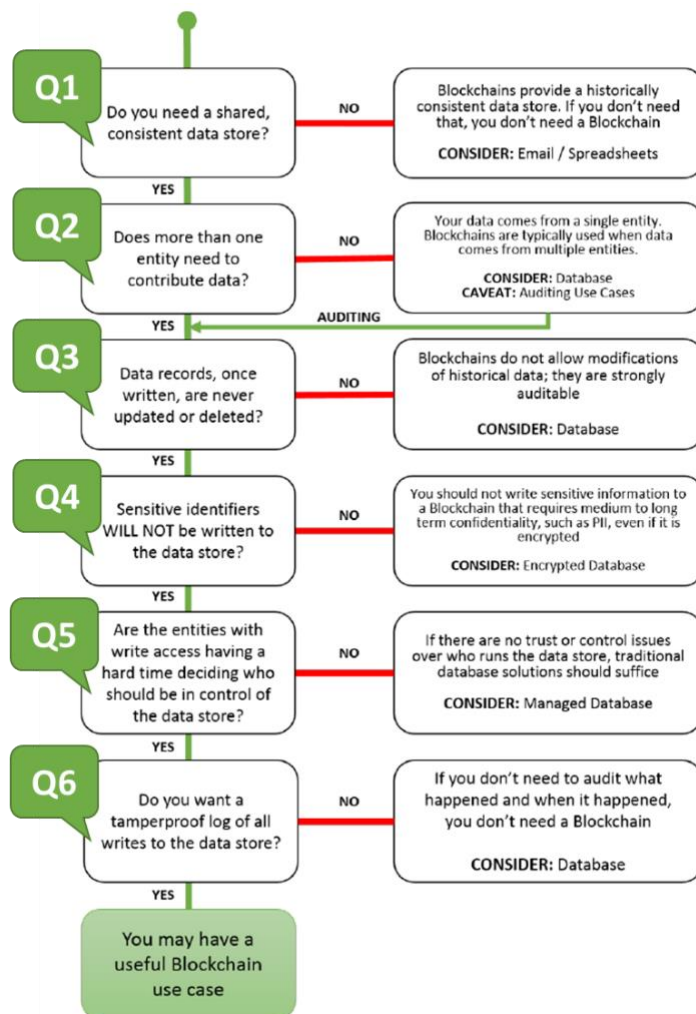 Q1
Do you need a shared,
consistent data store?
NO
Blockchains provide a historically
consistent data store. If you don't need
that, you don't need a Blockchain
CONSIDER: Email / Spreadsheets
YES
Q2
Does more than one
entity need to
contribute data?
NO
Your data comes from a single entity.
Blockchains are typically used when data
comes from multiple entities.
CONSIDER: Database
CAVEAT: Auditing Use Cases
YES
AUDITING
Q3
Data records, once
written, are never
updated or deleted?
NO
Blockchains do not allow modifications
of historical data; they are strongly
auditable
CONSIDER: Database
YES
Q4
Sensitive identifiers
WILL NOT be written to
the data store?
NO
You should not write sensitive information to
a Blockchain that requires medium to long
term confidentiality, such as PII, even if it is
encrypted
CONSIDER: Encrypted Database
YES
Q5
Are the entities with
write access having a
hard time deciding who
should be in control of
the data store?
NO
If there are no trust or control issues
over who runs the data store, traditional
database solutions should suffice
CONSIDER: Managed Database
YES
Q6
Do you want a
tamperproof log of all
writes to the data store?
NO
If you don't need to audit what
happened and when it happened,
you don't need a Blockchain
CONSIDER: Database
YES
You may have a
useful Blockchain
use case